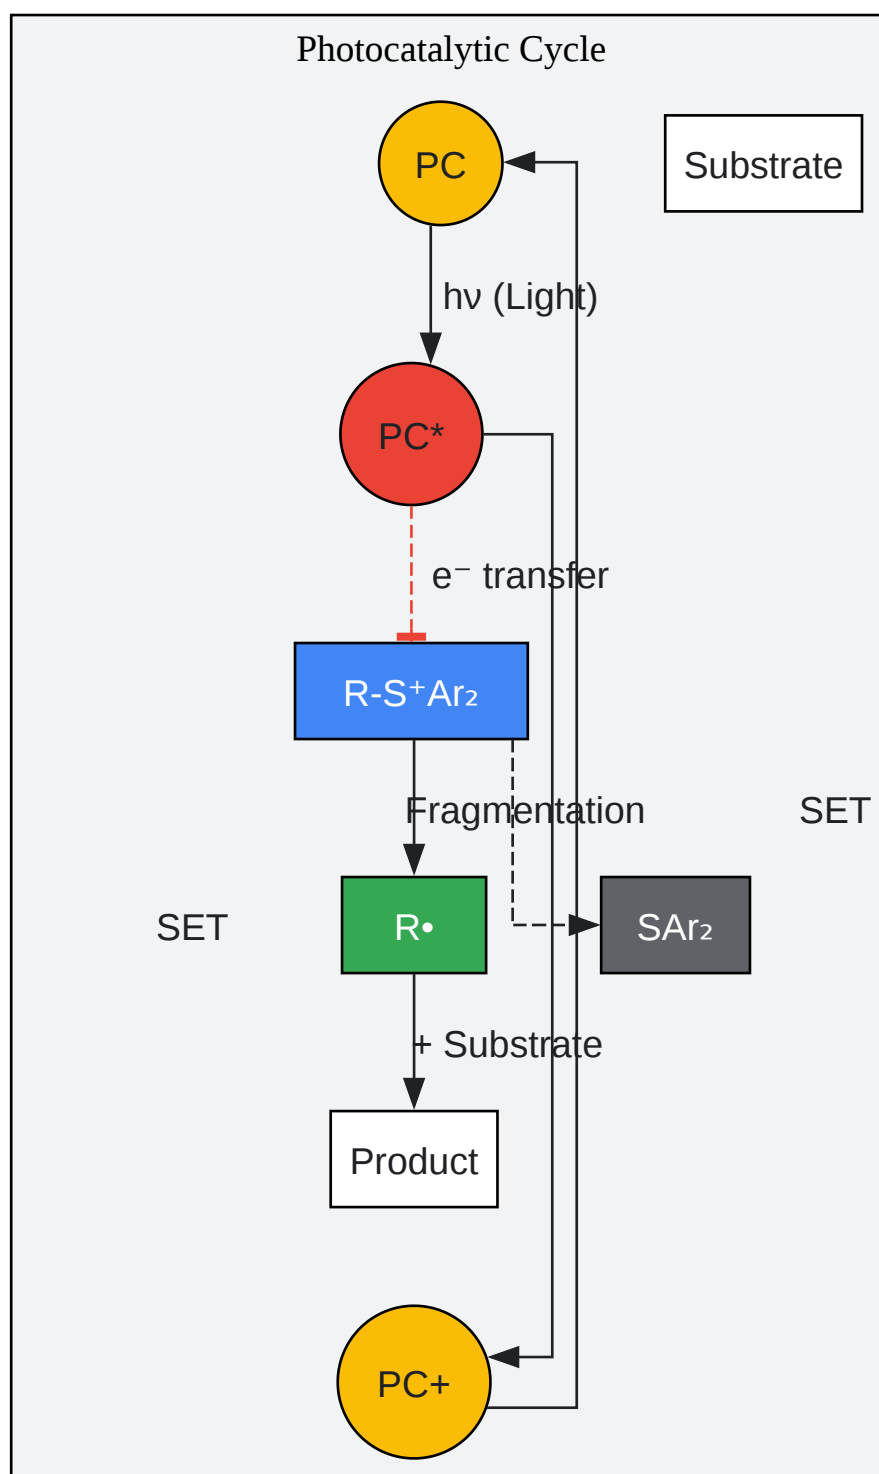 Photocatalytic Cycle
PC
Substrate
hν (Light)
PC*
e⁻ transfer
R-S⁺Ar₂
Fragmentation
SET
SET
R•
SAr₂
+ Substrate
Product
PC+